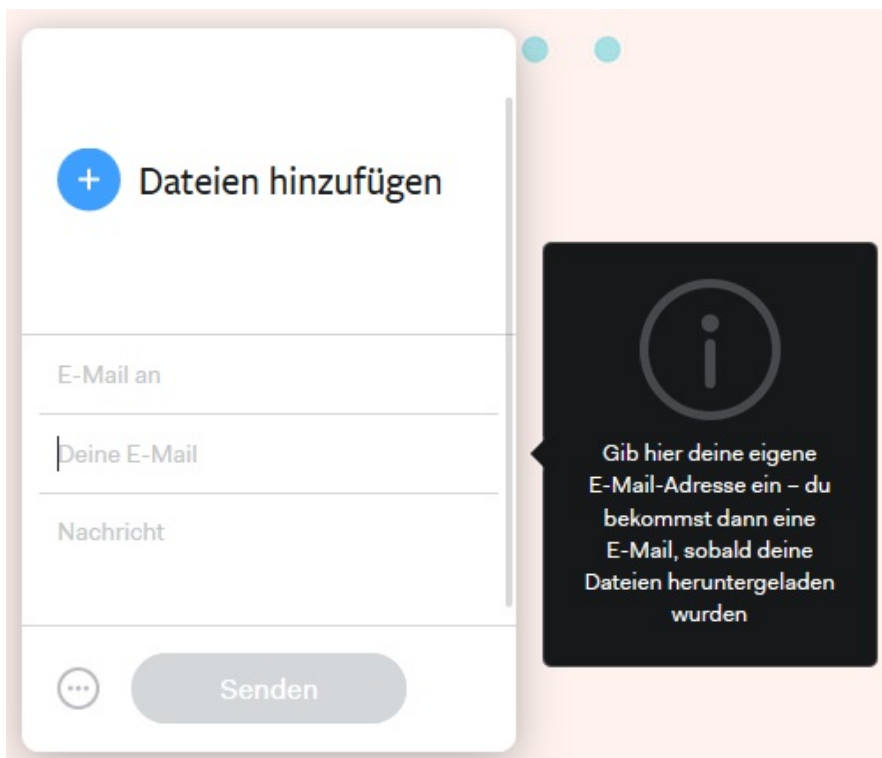 Dateien hinzufügen
E-Mail an
Deine E-Mail
Nachricht
Senden
Gib hier deine eigene
E-Mail-Adresse ein – du
bekommst dann eine
E-Mail, sobald deine
Dateien heruntergeladen
wurden